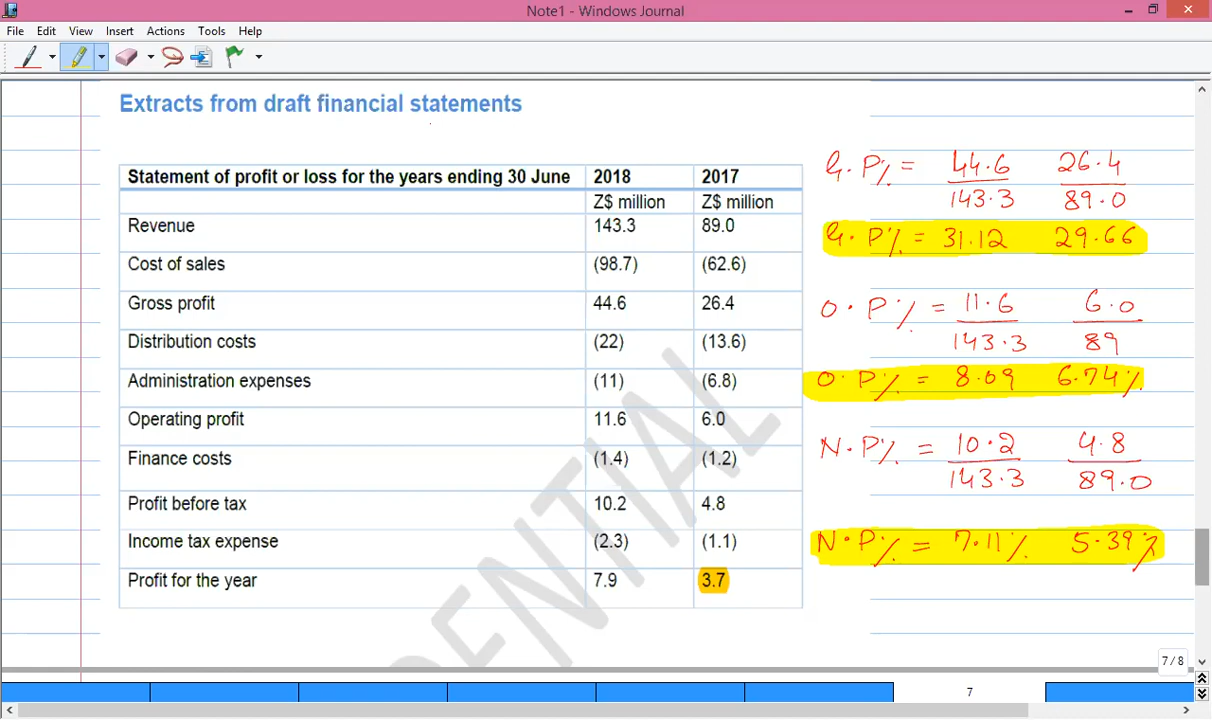 Note1 - Windows Journal
File Edit View Insert Actions Tools Help
Extracts from draft financial statements
Statement of profit or loss for the years ending 30 June 2018 2017
Z$ million Z$ million
Revenue 143.3 89.0
Cost of sales (98.7) (62.6)
Gross profit 44.6 26.4
Distribution costs (22) (13.6)
Administration expenses (11) (6.8)
Operating profit 11.6 6.0
Finance costs (1.4) (1.2)
Profit before tax 10.2 4.8
Income tax expense (2.3) (1.1)
Profit for the year 7.9 3.7
G.P% = 44.6 26.4
143.3 89.0
G.P% = 31.12 29.66
O.P% = 11.6 6.0
143.3 89
O.P% = 8.09 6.74%
N.P% = 10.2 4.8
143.3 89.0
N.P% = 7.11% 5.39%
7 / 8
7